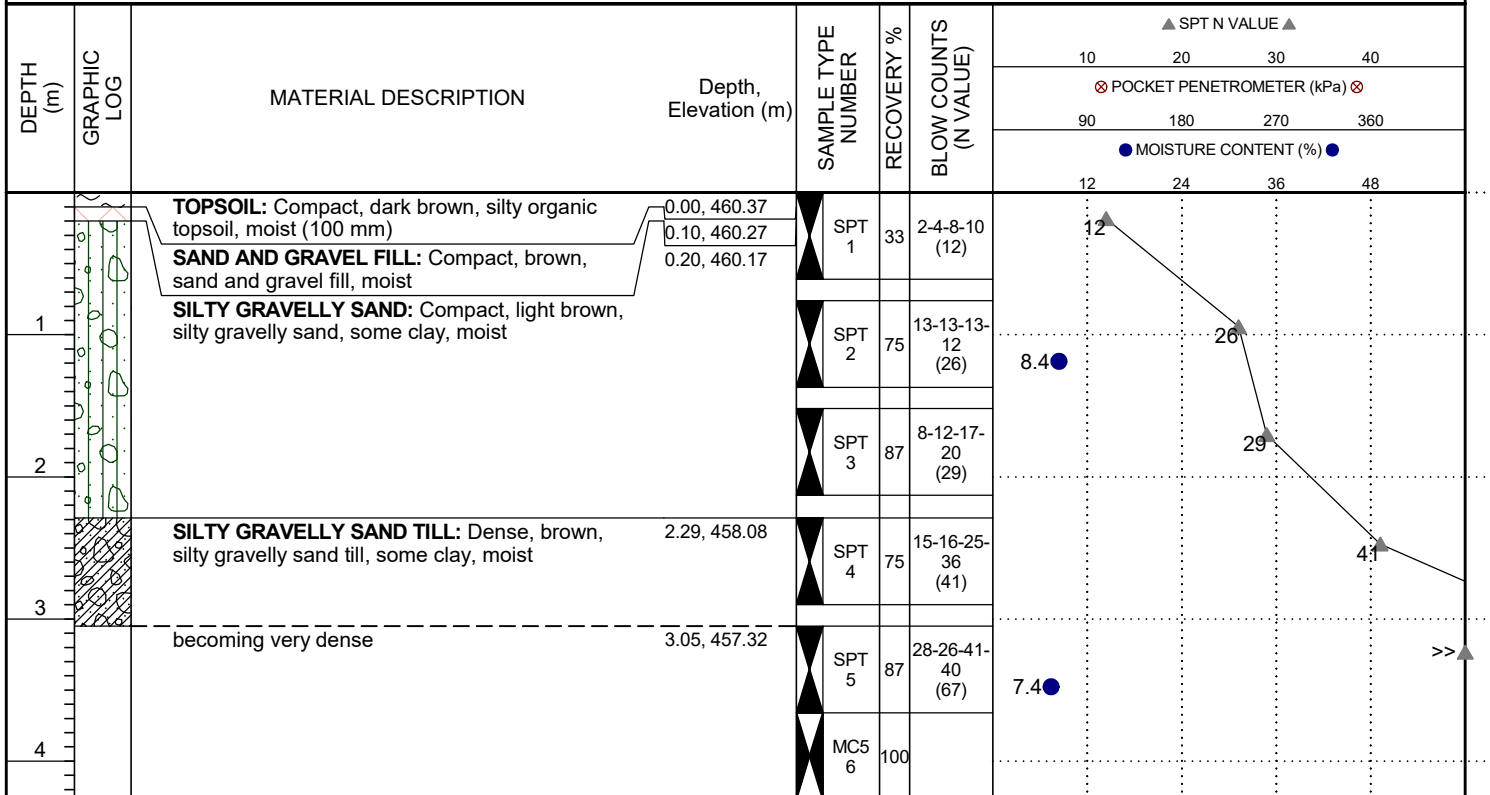 DEPTH
(m)
GRAPHIC
LOG
MATERIAL DESCRIPTION
Depth,
Elevation (m)
SAMPLE TYPE
NUMBER
RECOVERY %
BLOW COUNTS
(N VALUE)
SPT N VALUE
10 20 30 40
POCKET PENETROMETER (kPa)
90 180 270 360
MOISTURE CONTENT (%)
12 24 36 48
TOPSOIL: Compact, dark brown, silty organic
topsoil, moist (100 mm)
0.00, 460.37
SAND AND GRAVEL FILL: Compact, brown,
sand and gravel fill, moist
0.10, 460.27
SILTY GRAVELLY SAND: Compact, light brown,
silty gravelly sand, some clay, moist
0.20, 460.17
SPT
1
33
2-4-8-10
(12)
12
1
SPT
2
75
13-13-13-
12
(26)
26
8.4
SPT
3
87
8-12-17-
20
(29)
29
2
SILTY GRAVELLY SAND TILL: Dense, brown,
silty gravelly sand till, some clay, moist
2.29, 458.08
SPT
4
75
15-16-25-
36
(41)
41
3
becoming very dense
3.05, 457.32
SPT
5
87
28-26-41-
40
(67)
>>
7.4
4
MC5
6
100